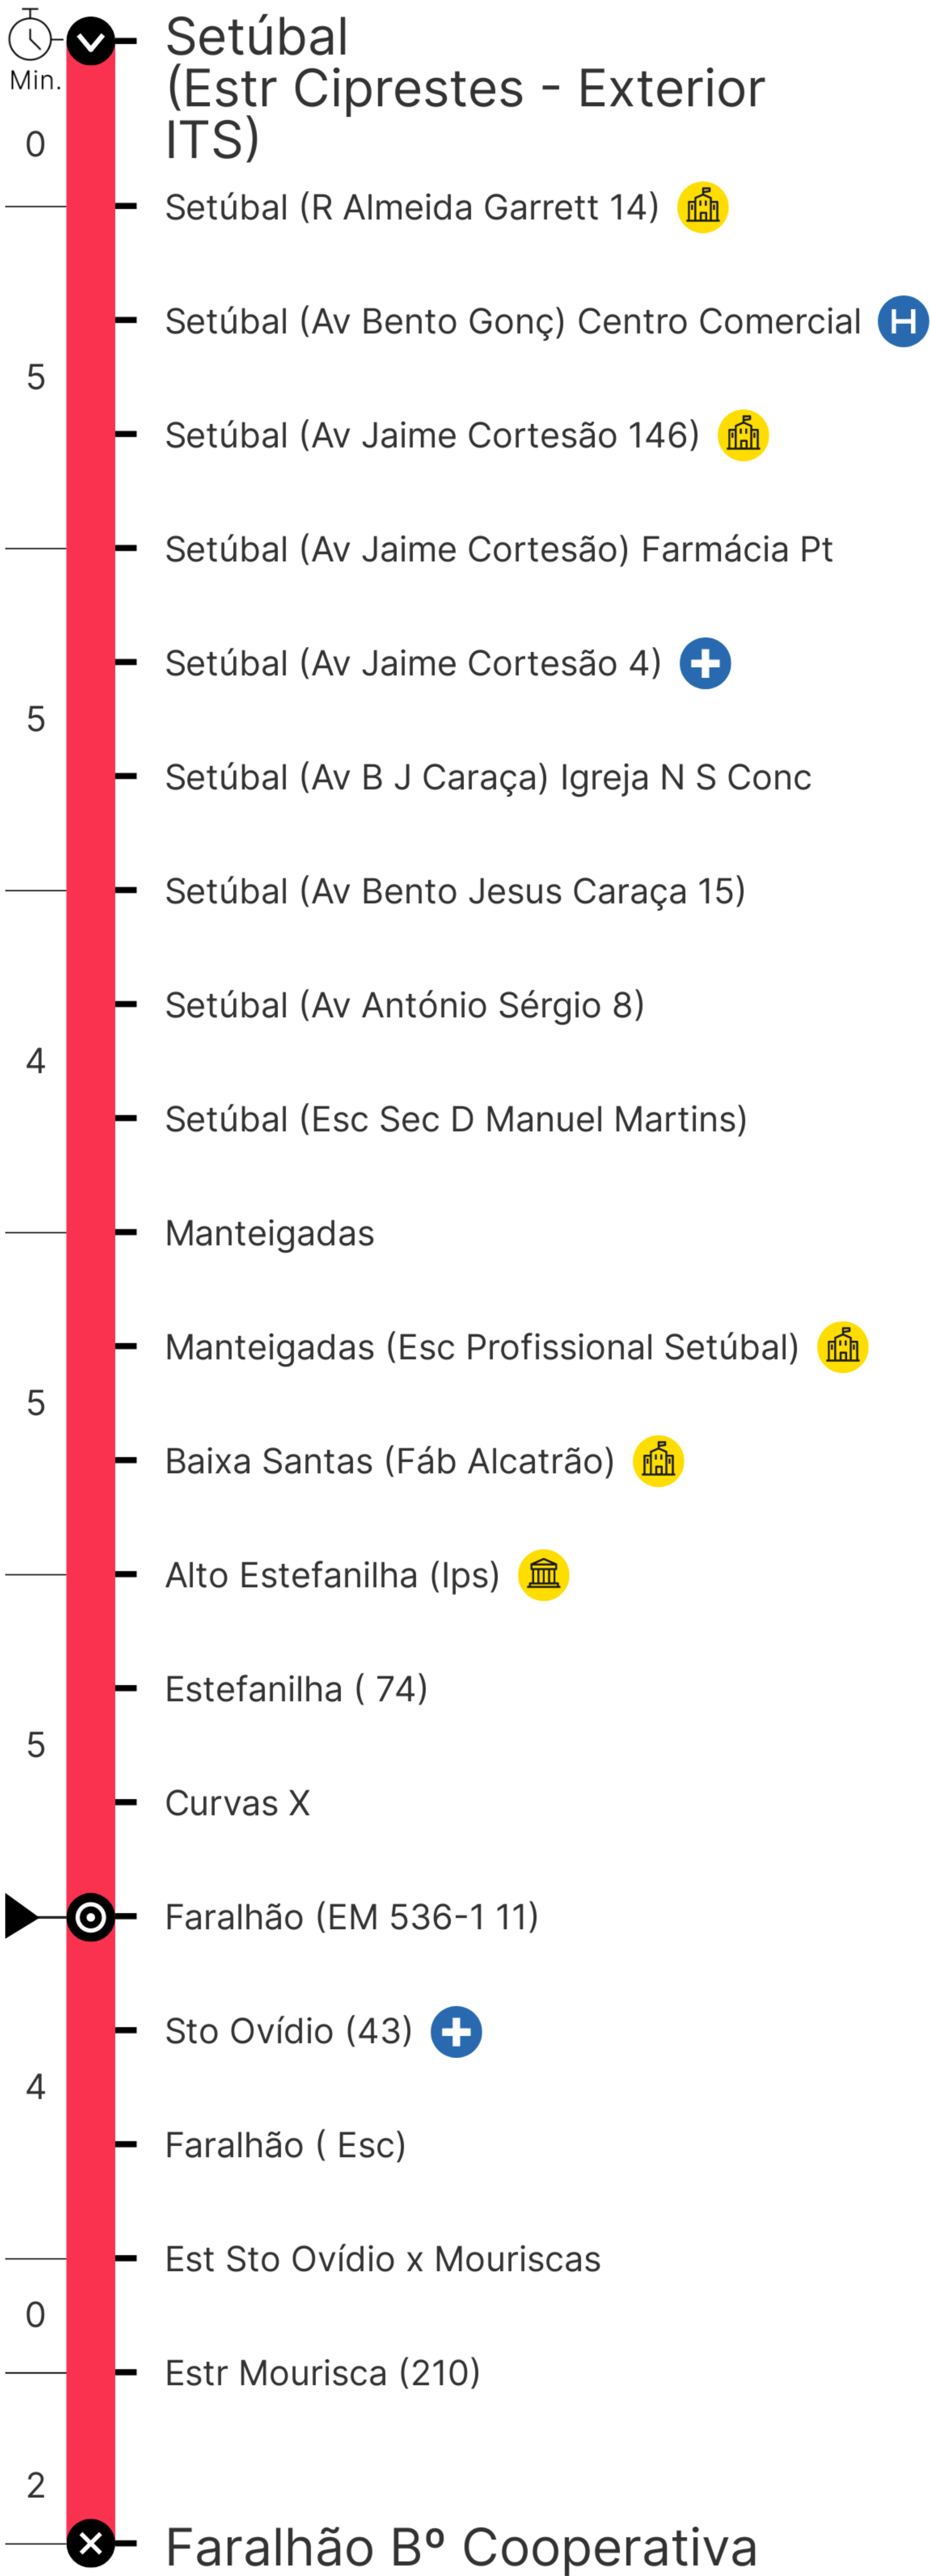 Setúbal
(Estr Ciprestes - Exterior
ITS)
Min.
0
Setúbal (R Almeida Garrett 14)
Setúbal (Av Bento Gonç) Centro Comercial H
5
Setúbal (Av Jaime Cortesão 146)
Setúbal (Av Jaime Cortesão) Farmácia Pt
Setúbal (Av Jaime Cortesão 4)
5
Setúbal (Av B J Caraça) Igreja N S Conc
Setúbal (Av Bento Jesus Caraça 15)
Setúbal (Av António Sérgio 8)
4
Setúbal (Esc Sec D Manuel Martins)
Manteigadas
Manteigadas (Esc Profissional Setúbal)
5
Baixa Santas (Fáb Alcatrão)
Alto Estefanilha (Ips)
Estefanilha ( 74)
5
Curvas X
Faralhão (EM 536-1 11)
Sto Ovídio (43)
4
Faralhão ( Esc)
Est Sto Ovídio x Mouriscas
0
Estr Mourisca (210)
2
Faralhão Bº Cooperativa